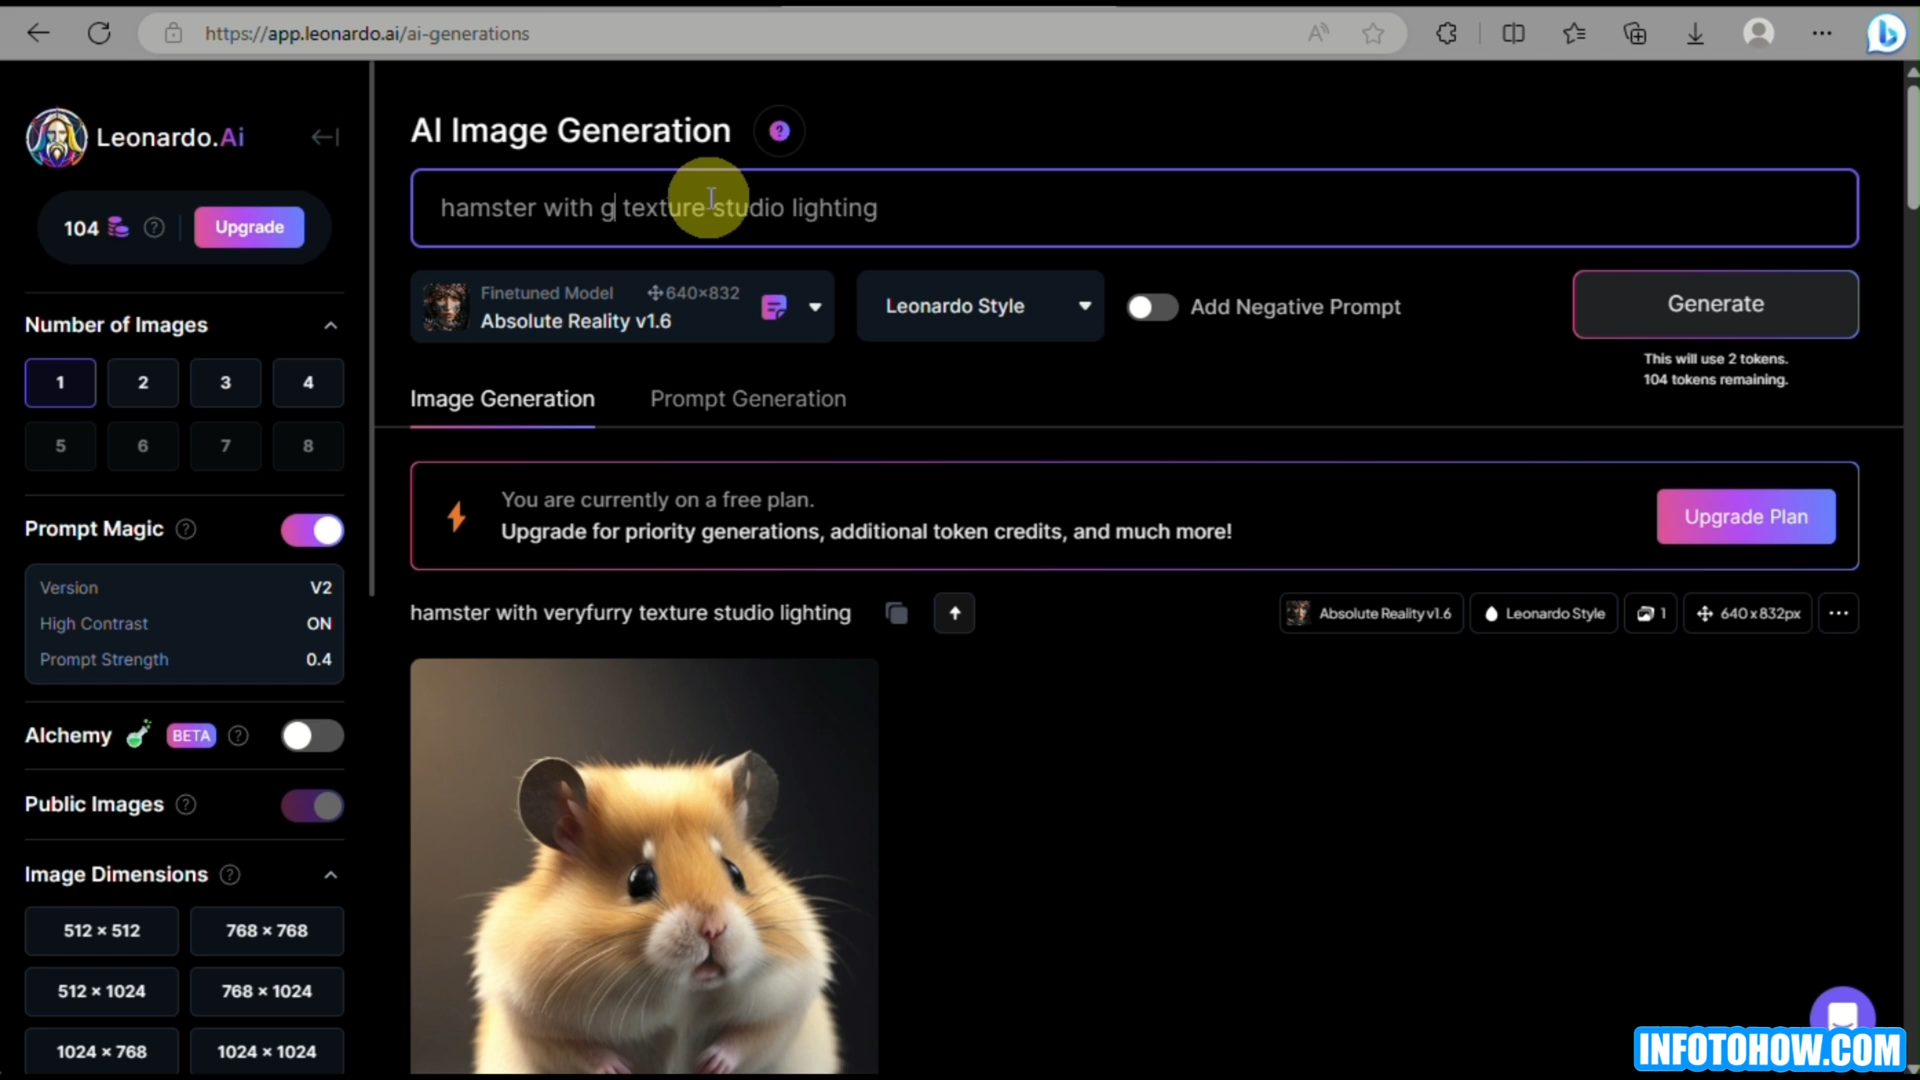 https://app.leonardo.ai/ai-generations
Leonardo.Ai
104
Upgrade
Number of Images
1 2 3 4
5 6 7 8
Prompt Magic
Version V2
High Contrast ON
Prompt Strength 0.4
Alchemy BETA
Public Images
Image Dimensions
512 × 512 768 × 768
512 × 1024 768 × 1024
1024 × 768 1024 × 1024
AI Image Generation ?
hamster with g texture studio lighting
Finetuned Model 640×832
Absolute Reality v1.6
Leonardo Style
Add Negative Prompt
Generate
This will use 2 tokens.
104 tokens remaining.
Image Generation Prompt Generation
You are currently on a free plan.
Upgrade for priority generations, additional token credits, and much more!
Upgrade Plan
hamster with veryfurry texture studio lighting
Absolute Reality v1.6 Leonardo Style 1 640 x 832px
INFOTOHOW.COM